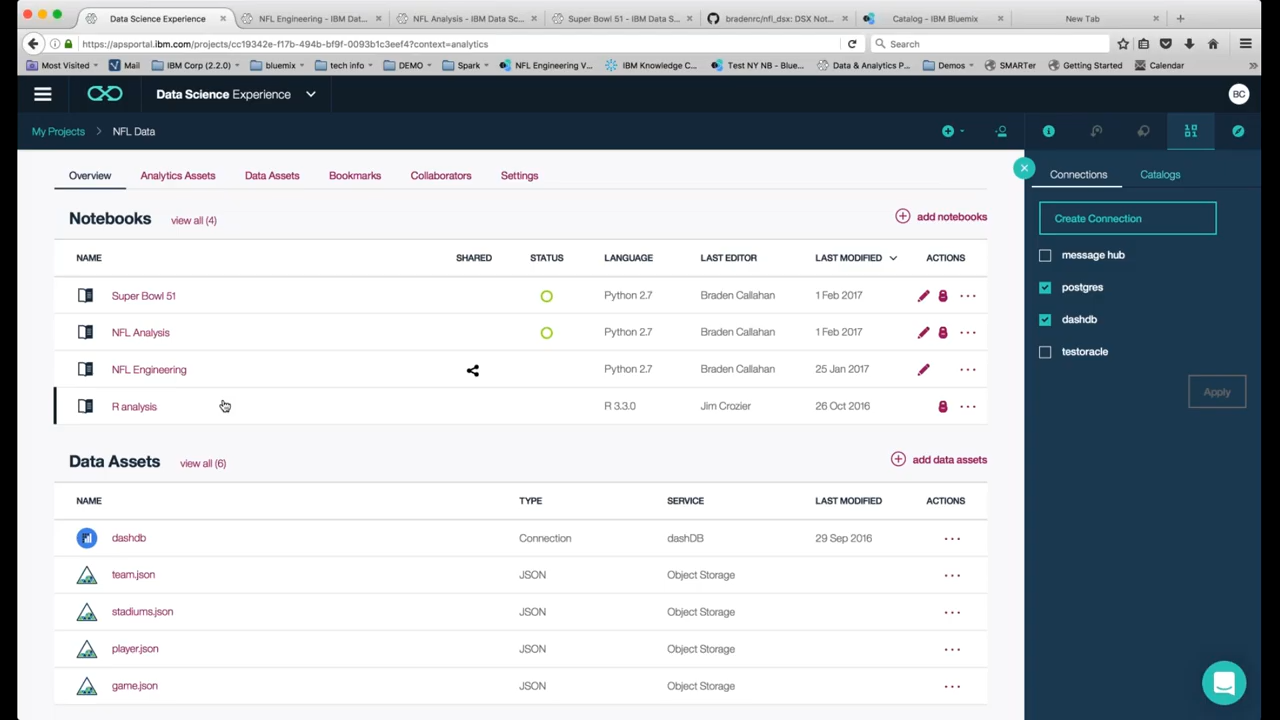 Data Science Experience
NFL Engineering - IBM Dat...
NFL Analysis - IBM Data Sc...
Super Bowl 51 - IBM Data S...
bradenrc/nfl_dsx: DSX Not...
Catalog - IBM Bluemix
New Tab
https://apsportal.ibm.com/projects/cc19342e-f17b-494b-bf9f-0093b1c3eef4?context=analytics
Search
Most Visited
Mail
IBM Corp (2.2.0)
bluemix
tech info
DEMO
Spark
NFL Engineering V...
IBM Knowledge C...
Test NY NB - Blue...
Data & Analytics P...
Demos
SMARTer
Getting Started
Calendar
Data Science Experience
BC
My Projects > NFL Data
Overview
Analytics Assets
Data Assets
Bookmarks
Collaborators
Settings
Notebooks view all (4)
add notebooks
NAME SHARED STATUS LANGUAGE LAST EDITOR LAST MODIFIED ACTIONS
Super Bowl 51 Python 2.7 Braden Callahan 1 Feb 2017
NFL Analysis Python 2.7 Braden Callahan 1 Feb 2017
NFL Engineering Python 2.7 Braden Callahan 25 Jan 2017
R analysis R 3.3.0 Jim Crozier 26 Oct 2016
Data Assets view all (6)
add data assets
NAME TYPE SERVICE LAST MODIFIED ACTIONS
dashdb Connection dashDB 29 Sep 2016
team.json JSON Object Storage
stadiums.json JSON Object Storage
player.json JSON Object Storage
game.json JSON Object Storage
Connections
Catalogs
Create Connection
message hub
postgres
dashdb
testoracle
Apply